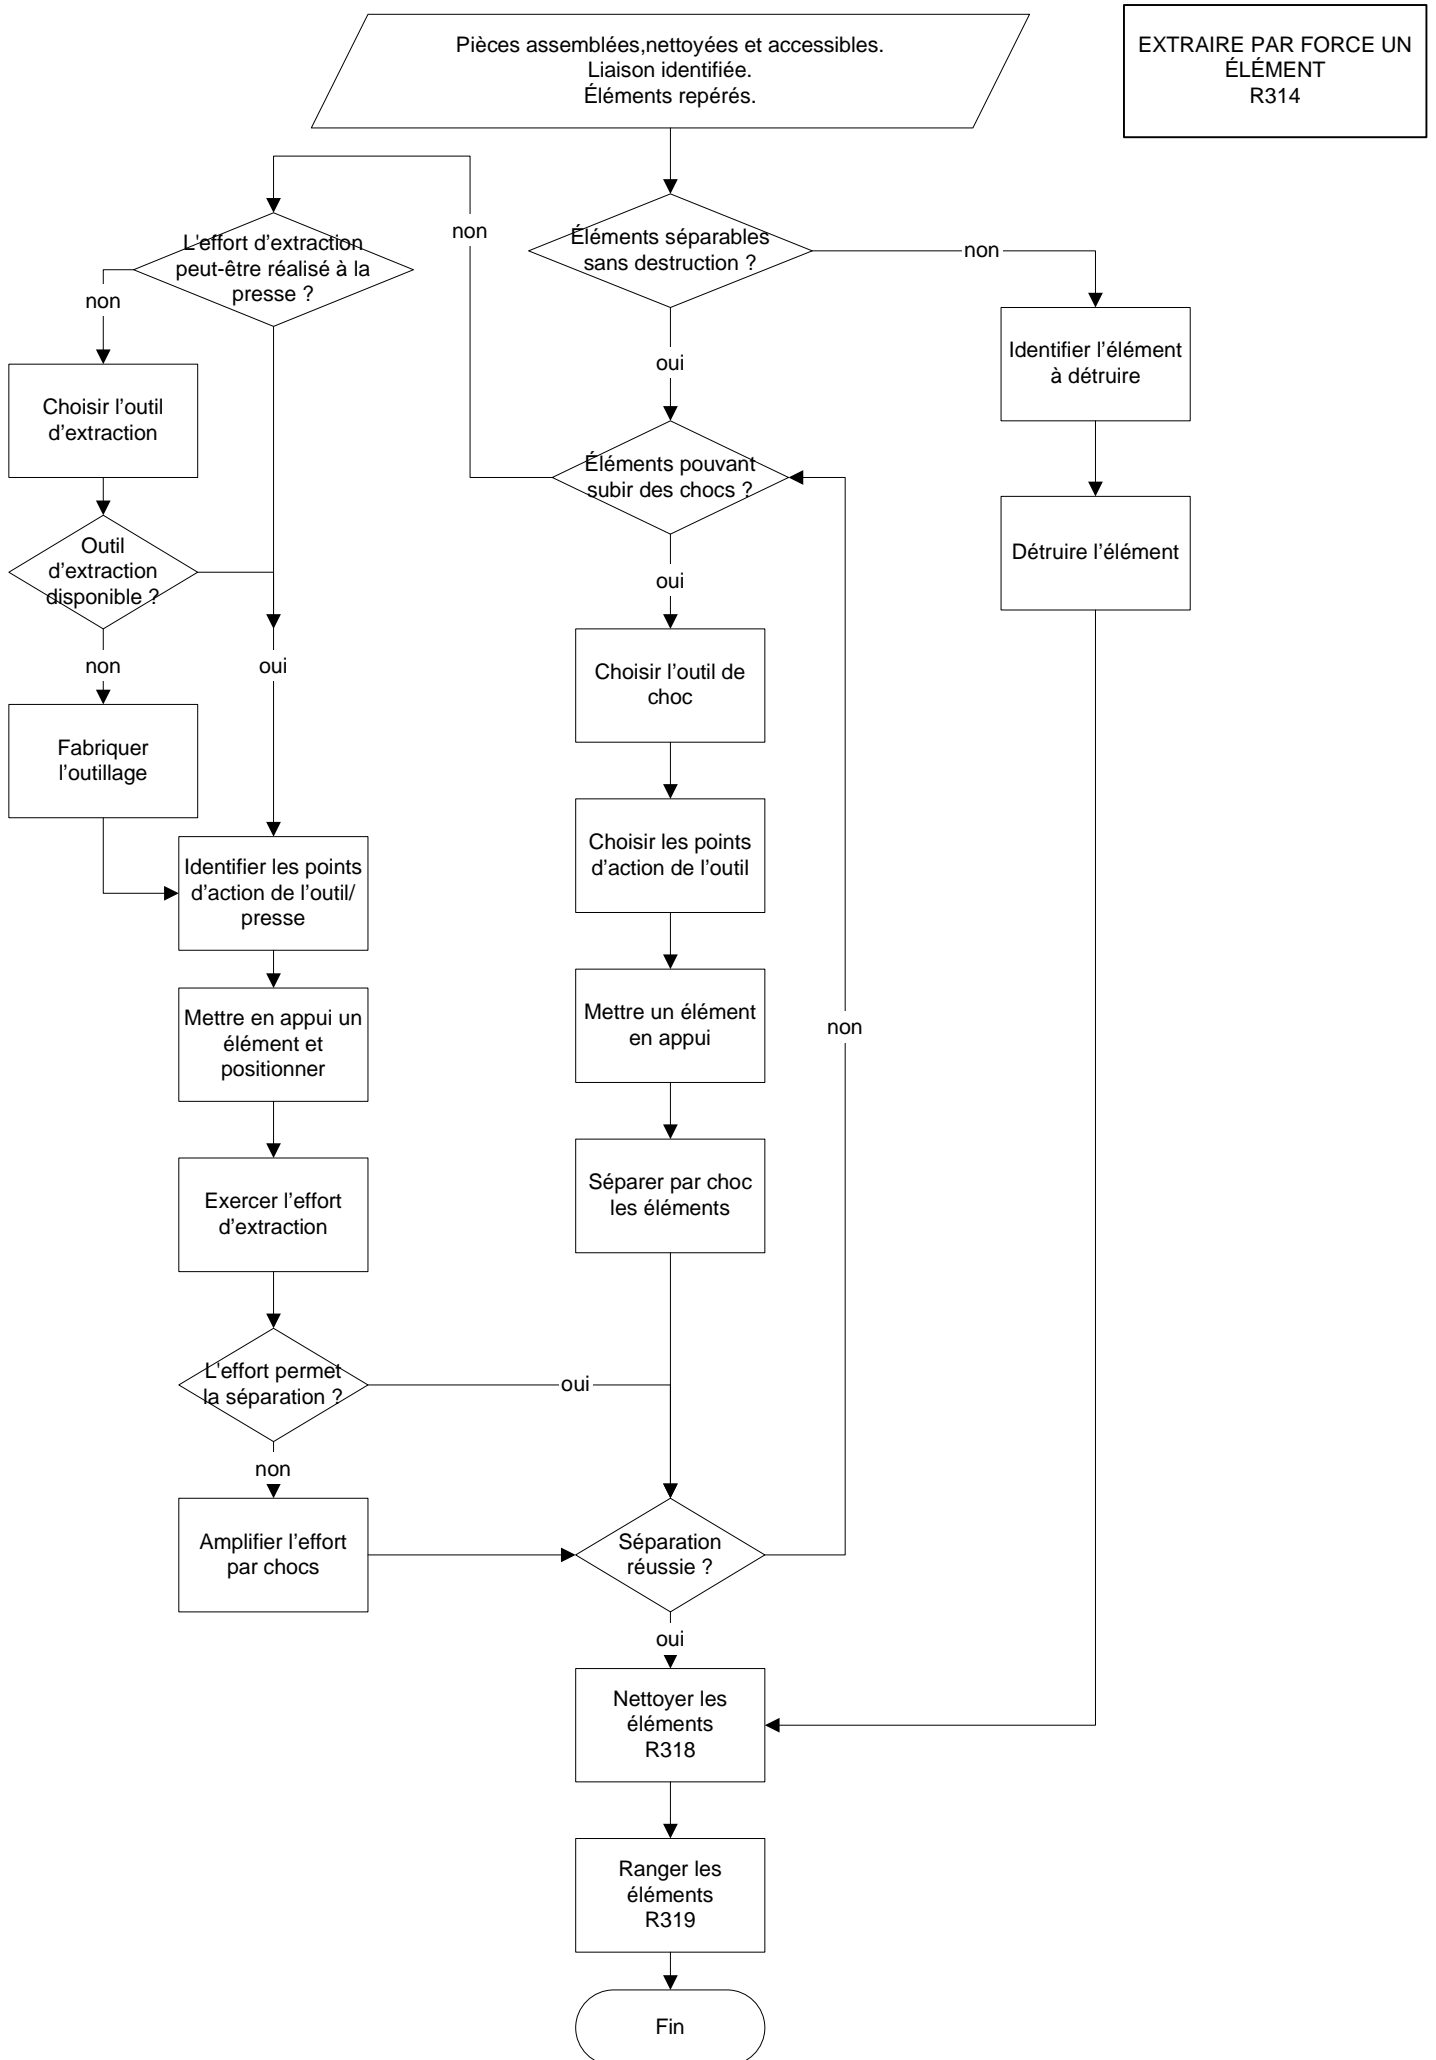 Pièces assemblées,nettoyées et accessibles.
Liaison identifiée.
Éléments repérés.
EXTRAIRE PAR FORCE UN
ÉLÉMENT
R314
L'effort d'extraction
peut-être réalisé à la
presse ?
non
Éléments séparables
sans destruction ?
non
non
oui
Identifier l'élément
à détruire
Choisir l'outil
d'extraction
Éléments pouvant
subir des chocs ?
Détruire l'élément
Outil
d'extraction
disponible ?
oui
non
oui
Choisir l'outil de
choc
Fabriquer
l'outillage
Choisir les points
d'action de l'outil
Identifier les points
d'action de l'outil/
presse
Mettre un élément
en appui
non
Mettre en appui un
élément et
positionner
Séparer par choc
les éléments
Exercer l'effort
d'extraction
L'effort permet
la séparation ?
oui
non
Amplifier l'effort
par chocs
Séparation
réussie ?
oui
Nettoyer les
éléments
R318
Ranger les
éléments
R319
Fin